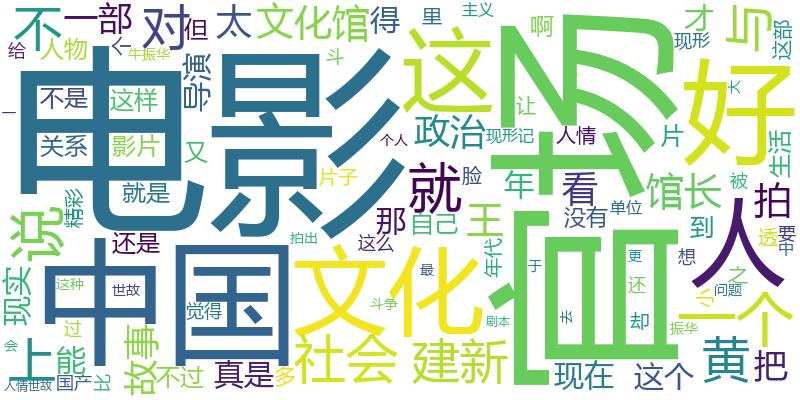 电影
中国
官场
文化
好
人
这
就
不
一部
对
但
太
文化馆
得
里
主义
啊
才
与
现形
这部
给
人物
牛振华
斗
导演
不是
这样
关系
影片
又
就是
个人
政治
现形记
让
人情
片
生活
精彩
片子
脸
年
看
馆长
被
大
说
还是
拍出
那
自己
王
没有
单位
到
拍
透
要
中
现实
这种
世故
觉得
这么
最
年代
于
更
还
想
之
小
一个
上
能
过
故事
斗争
剧本
去
却
振华
问题
会
人情世故
国产
记
不过
真是
多
社会
建新
现在
这个
黄
把
一